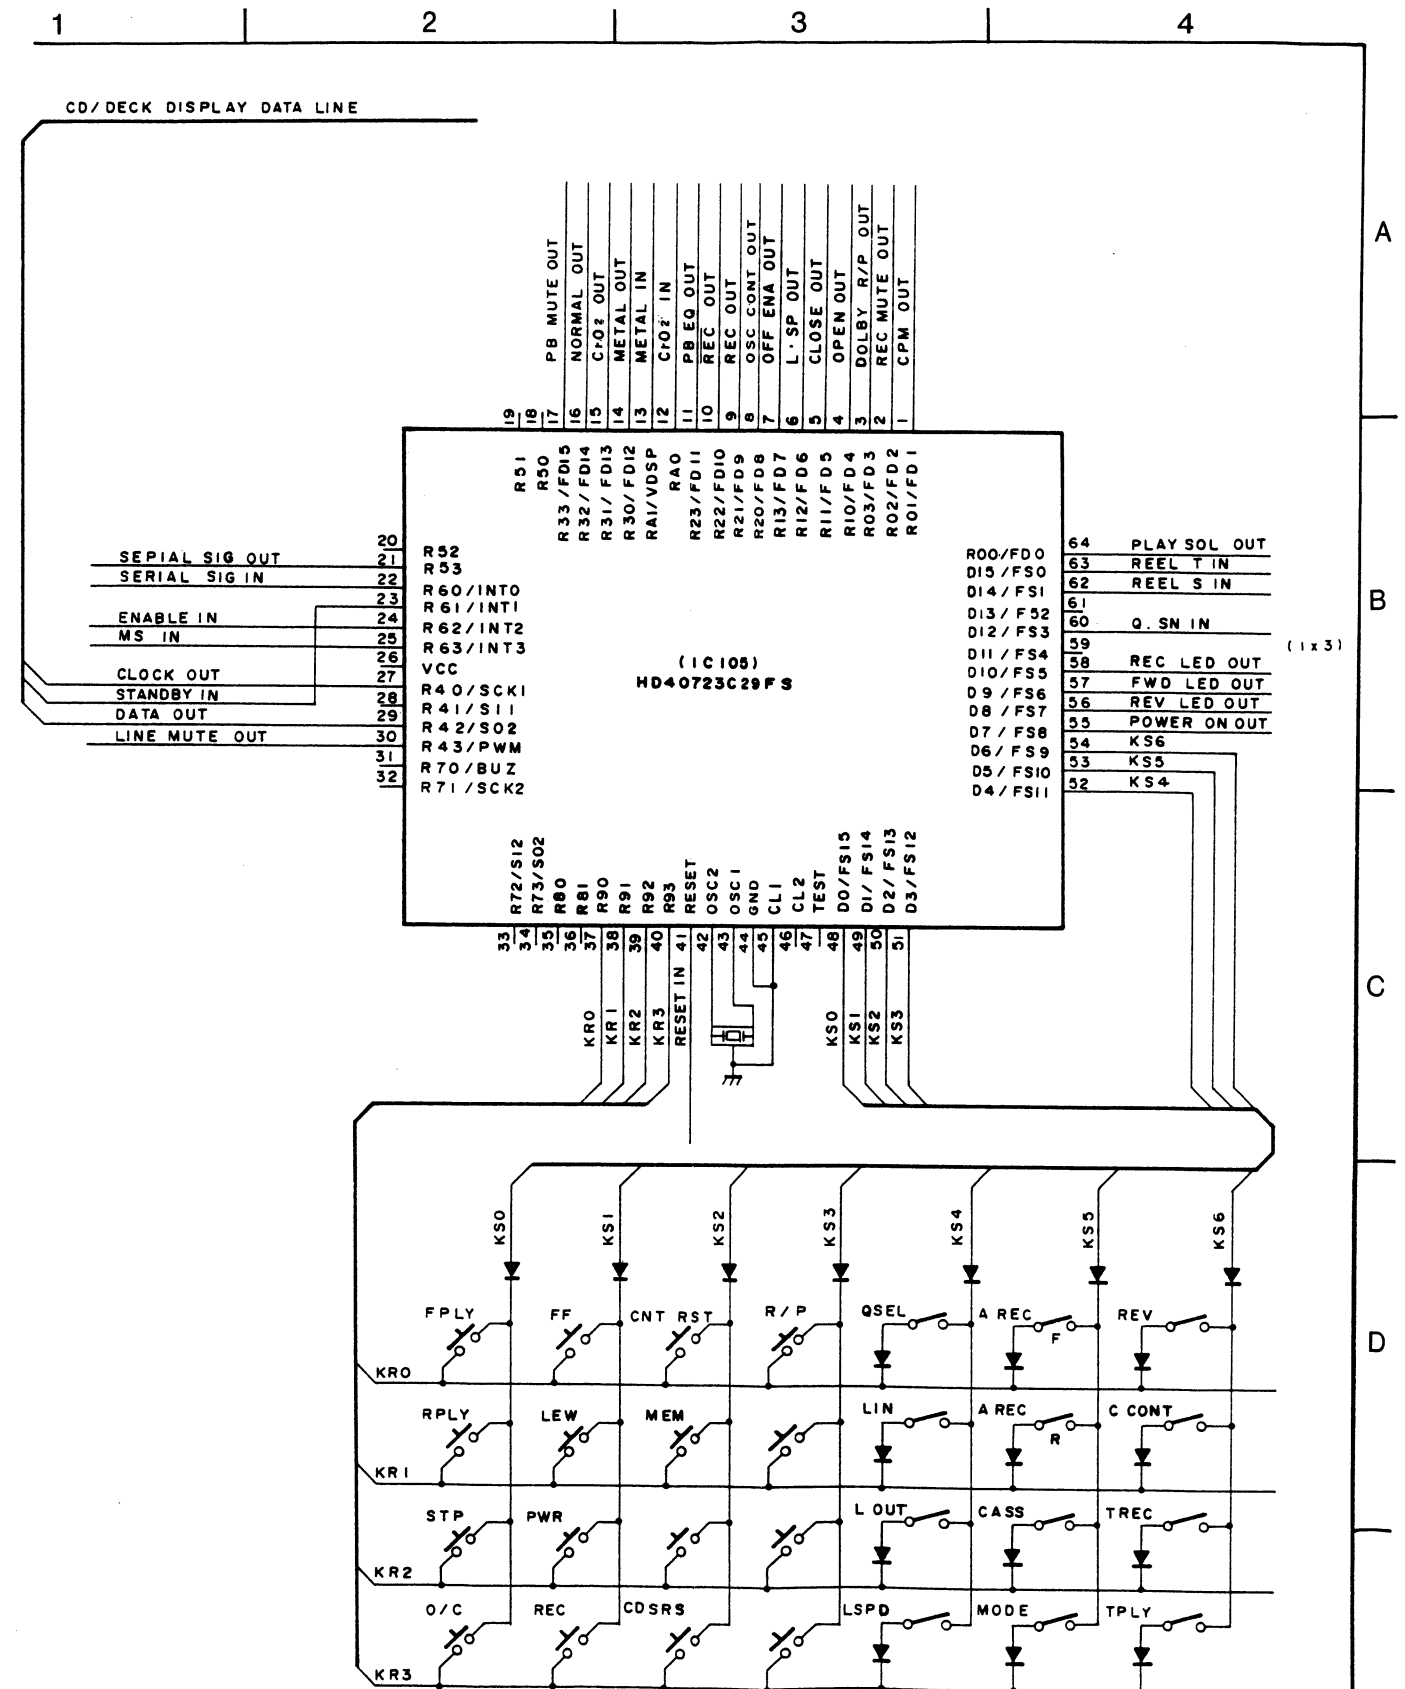 1 2 3 4
CD/DECK DISPLAY DATA LINE
A
PB MUTE OUT
NORMAL OUT
CrO2 OUT
METAL OUT
METAL IN
CrO2 IN
PB EQ OUT
REC OUT
REC OUT
OSC CONT OUT
OFF ENA OUT
L·SP OUT
CLOSE OUT
OPEN OUT
DOLBY R/P OUT
REC MUTE OUT
CPM OUT
19 18 17 16 15 14 13 12 11 10 9 8 7 6 5 4 3 2 1
R51
R50
R33/FD15
R32/FD14
R31/FD13
R30/FD12
RA1/VDSP
RA0
R23/FD11
R22/FD10
R21/FD9
R20/FD8
R13/FD7
R12/FD6
R11/FD5
R10/FD4
R03/FD3
R02/FD2
R01/FD1
B
20 R52
SEPIAL SIG OUT 21 R53
SERIAL SIG IN 22 R60/INT0
23 R61/INT1
ENABLE IN 24 R62/INT2
MS IN 25 R63/INT3
26 VCC
CLOCK OUT 27 R40/SCK1
STANDBY IN 28 R41/SI1
DATA OUT 29 R42/SO2
LINE MUTE OUT 30 R43/PWM
31 R70/BUZ
32 R71/SCK2
(IC105)
HD40723C29FS
R00/FD0 64 PLAY SOL OUT
D15/FS0 63 REEL T IN
D14/FS1 62 REEL S IN
D13/F52 61
D12/FS3 60 Q.SN IN
D11/FS4 59
(1x3)
D10/FS5 58 REC LED OUT
D9/FS6 57 FWD LED OUT
D8/FS7 56 REV LED OUT
D7/FS8 55 POWER ON OUT
D6/FS9 54 KS6
D5/FS10 53 KS5
D4/FS11 52 KS4
R72/S12
R73/S02
R80
R81
R90
R91
R92
R93
RESET
OSC2
OSC1
GND
CL1
CL2
TEST
D0/FS15
D1/FS14
D2/FS13
D3/FS12
33 34 35 36 37 38 39 40 41 42 43 44 45 46 47 48 49 50 51
C
KR0
KR1
KR2
KR3
RESET IN
KS0
KS1
KS2
KS3
KS0 KS1 KS2 KS3 KS4 KS5 KS6
D
FPLY FF CNT RST R/P QSEL A REC F REV
KR0
RPLY LEW MEM LIN A REC R C CONT
KR1
STP PWR L OUT CASS TREC
KR2
O/C REC CDSRS LSPD MODE TPLY
KR3